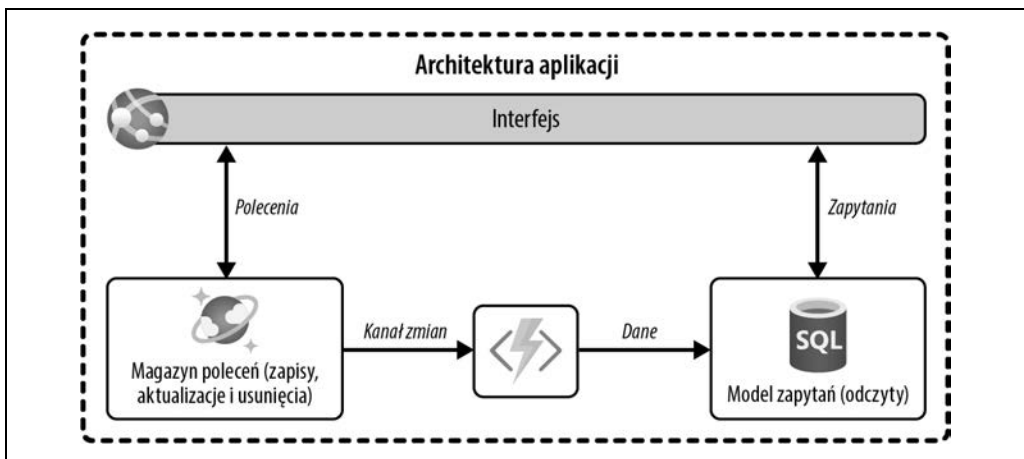 Architektura aplikacji
Interfejs
Polecenia
Zapytania
Kanał zmian
Dane
SQL
Magazyn poleceń (zapisy,
aktualizacje i usunięcia)
Model zapytań (odczyty)